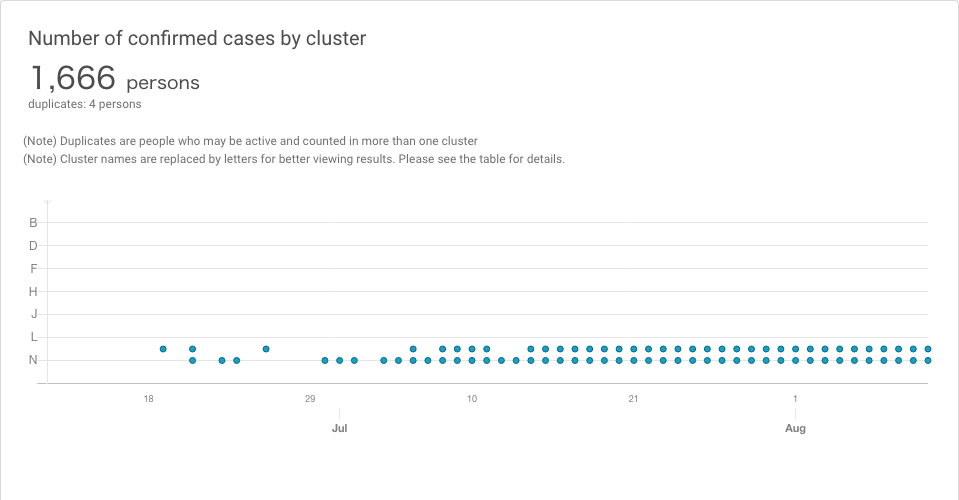 Number of confirmed cases by cluster
1,666 persons
duplicates: 4 persons
(Note) Duplicates are people who may be active and counted in more than one cluster
(Note) Cluster names are replaced by letters for better viewing results. Please see the table for details.
B
D
F
H
J
L
N
18 29 10 21 1
Jul Aug